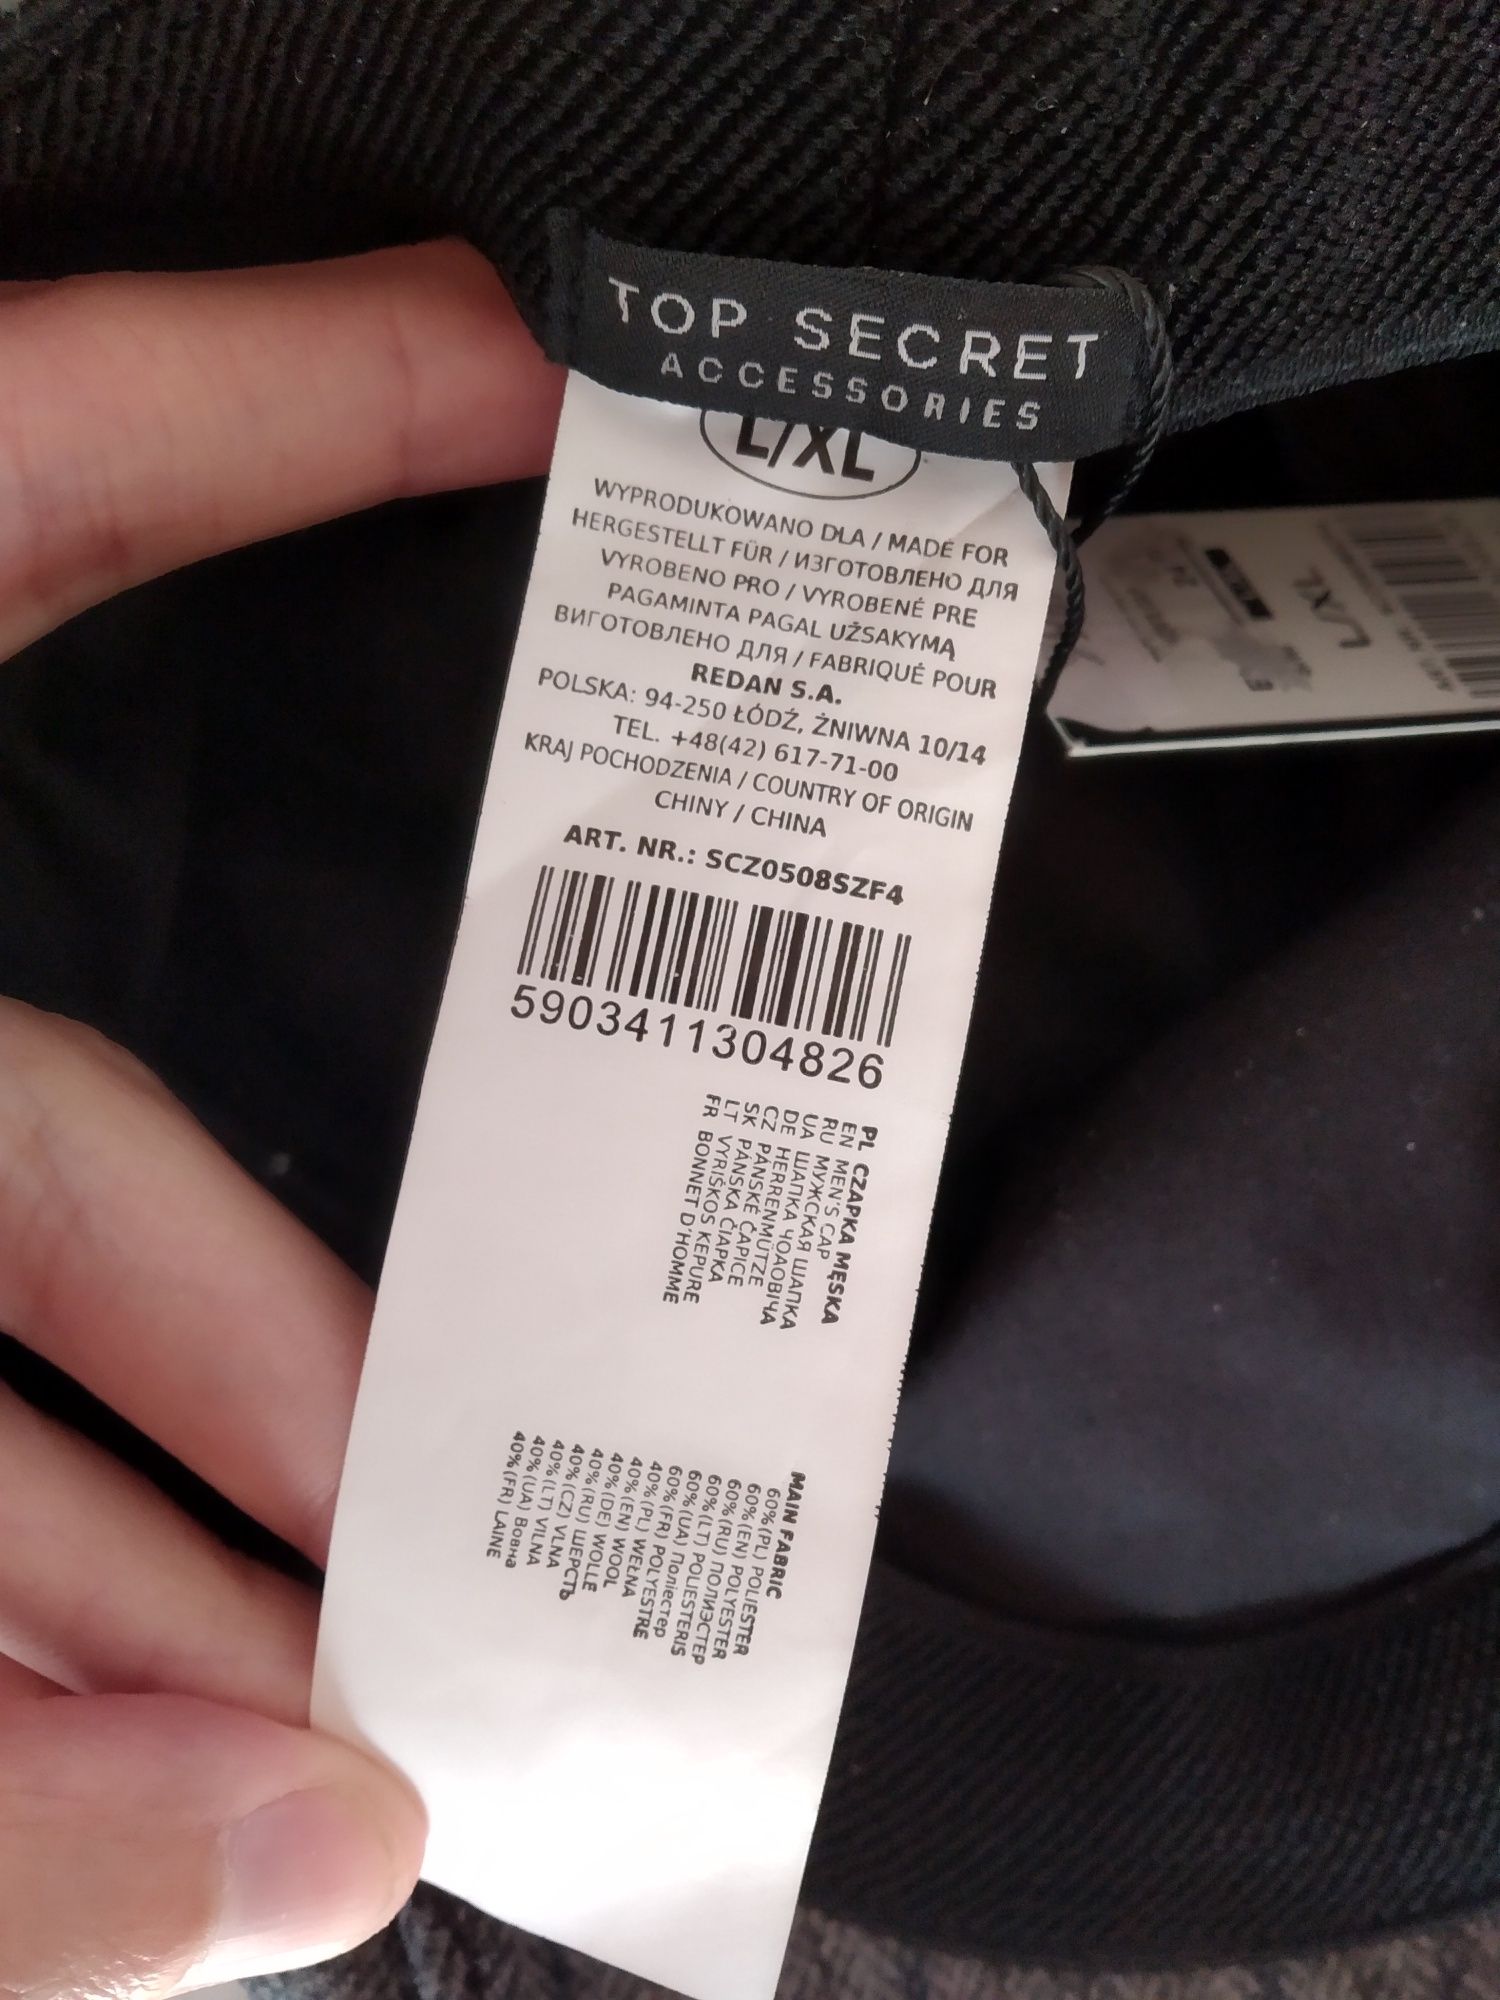 TOP SECRET
ACCESSORIES
L/XL
WYPRODUKOWANO DLA / MADE FOR
HERGESTELLT FÜR / ИЗГОТОВЛЕНО ДЛЯ
VYROBENO PRO / VYROBENÉ PRE
PAGAMINTA PAGAL UŽSAKYMĄ
ВИГОТОВЛЕНО ДЛЯ / FABRIQUÉ POUR
REDAN S.A.
POLSKA: 94-250 ŁÓDŹ, ŻNIWNA 10/14
TEL. +48(42) 617-71-00
KRAJ POCHODZENIA / COUNTRY OF ORIGIN
CHINY / CHINA
ART. NR.: SCZ0508SZF4
5903411304826
PL CZAPKA MĘSKA
EN MEN'S CAP
RU МУЖСКАЯ ШАПКА
UA ШАПКА ЧОАОВІЧА
DE HERRENMÜTZE
CZ PÁNSKÉ ČAPICE
SK PÁNSKA ČIAPKA
LT VYRIŠKOS KEPURE
FR BONNET D'HOMME
MAIN FABRIC
60%(PL) POLIESTER
60%(EN) POLYESTER
60%(RU) ПОЛИЭСТЕР
60%(LT) POLIESTERIS
60%(UA) Поліестер
60%(FR) POLYESTRE
40%(PL) WEŁNA
40%(EN) WOOL
40%(DE) WOLLE
40%(RU) ШЕРСТЬ
40%(CZ) VLNA
40%(LT) VILNA
40%(UA) Вовна
40%(FR) LAINE
L/XL